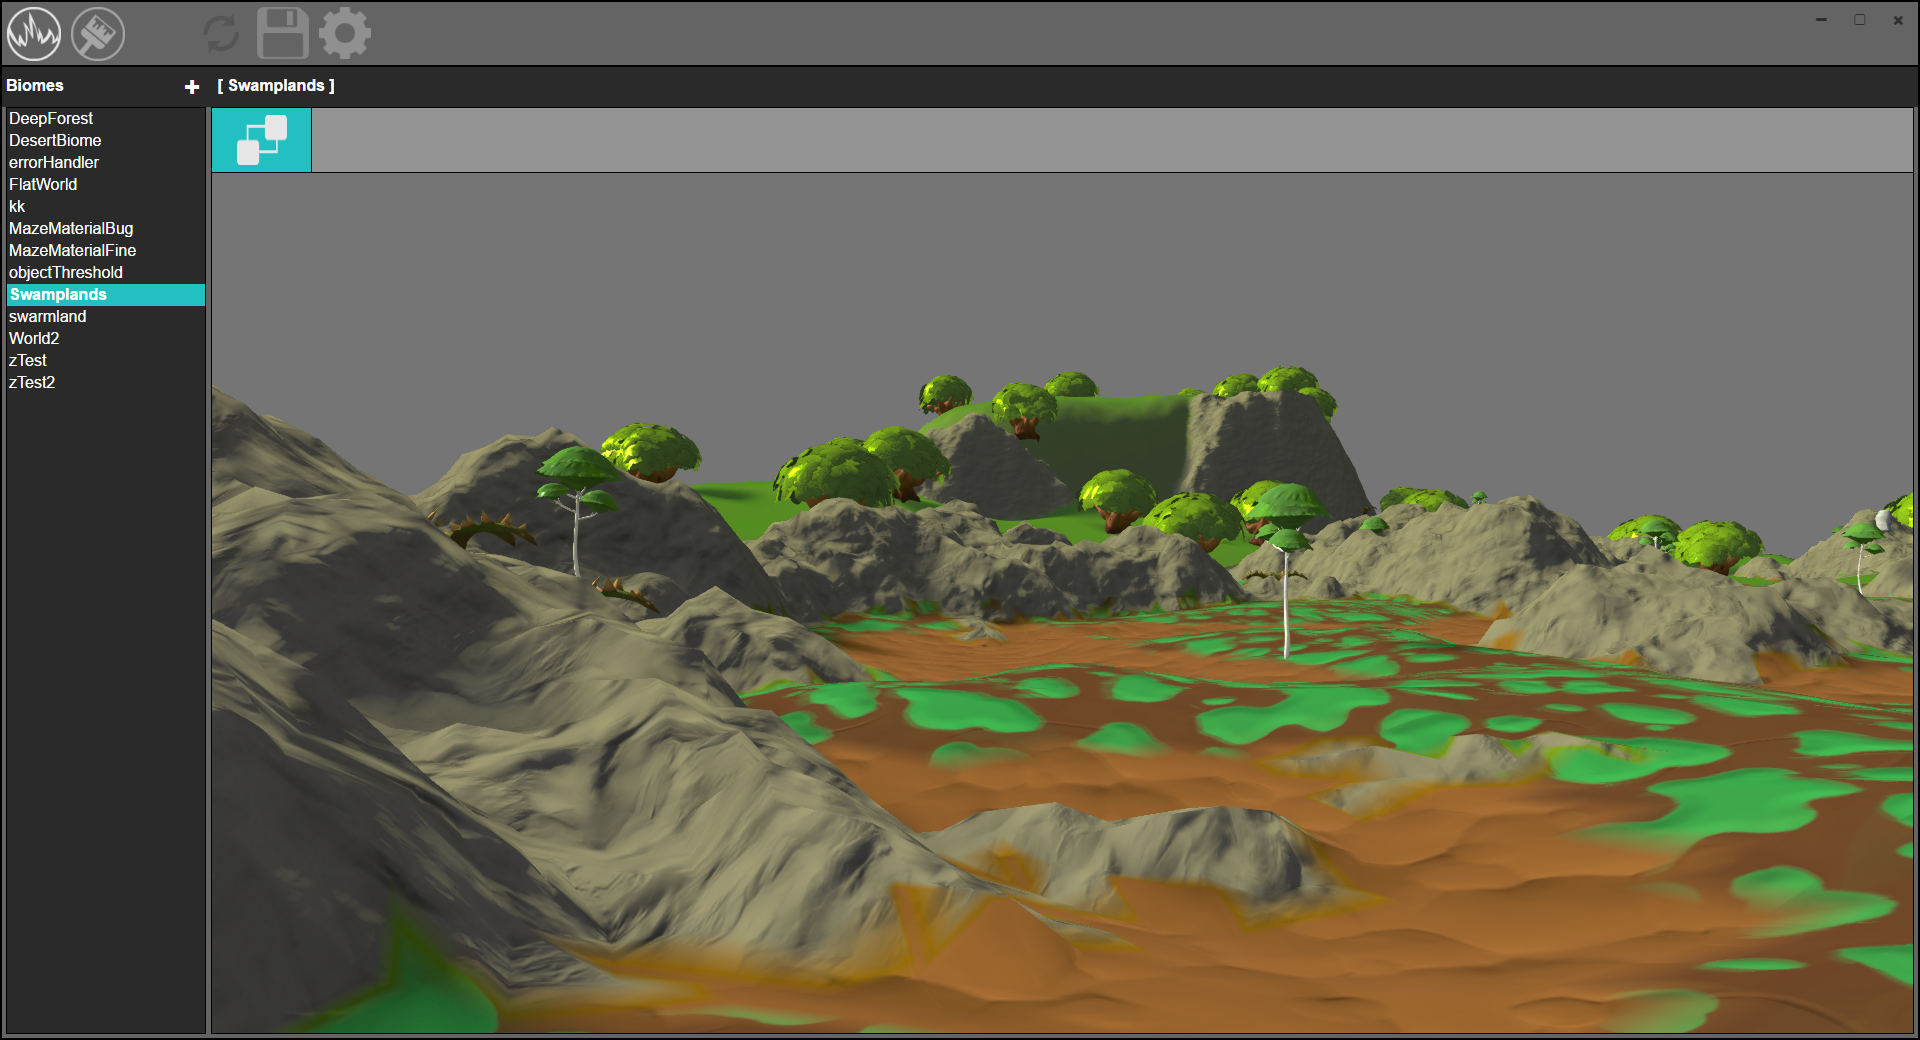 Biomes
[ Swamplands ]
DeepForest
DesertBiome
errorHandler
FlatWorld
kk
MazeMaterialBug
MazeMaterialFine
objectThreshold
Swamplands
swarmland
World2
zTest
zTest2